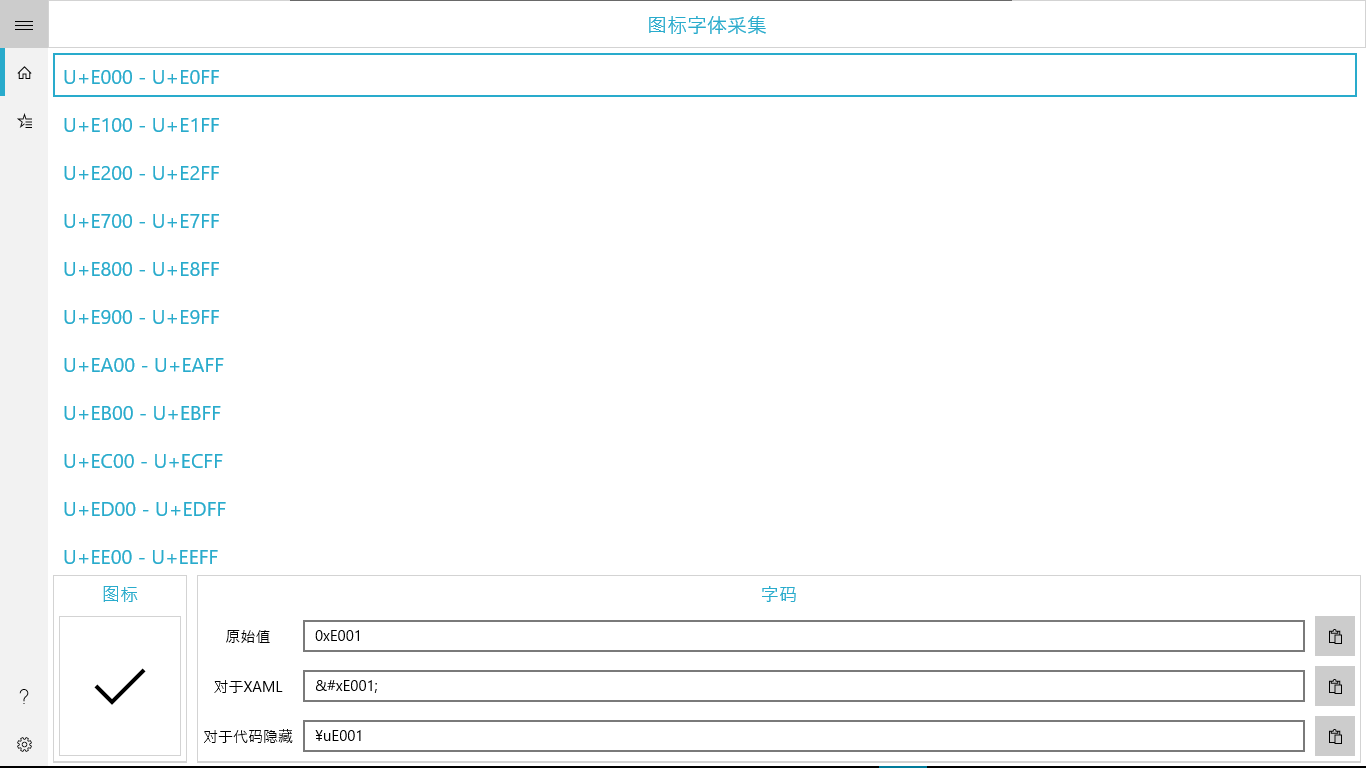 图标字体采集
U+E000 - U+E0FF
U+E100 - U+E1FF
U+E200 - U+E2FF
U+E700 - U+E7FF
U+E800 - U+E8FF
U+E900 - U+E9FF
U+EA00 - U+EAFF
U+EB00 - U+EBFF
U+EC00 - U+ECFF
U+ED00 - U+EDFF
U+EE00 - U+EEFF
图标
字码
原始值 0xE001
对于XAML &#xE001;
对于代码隐藏 ¥uE001